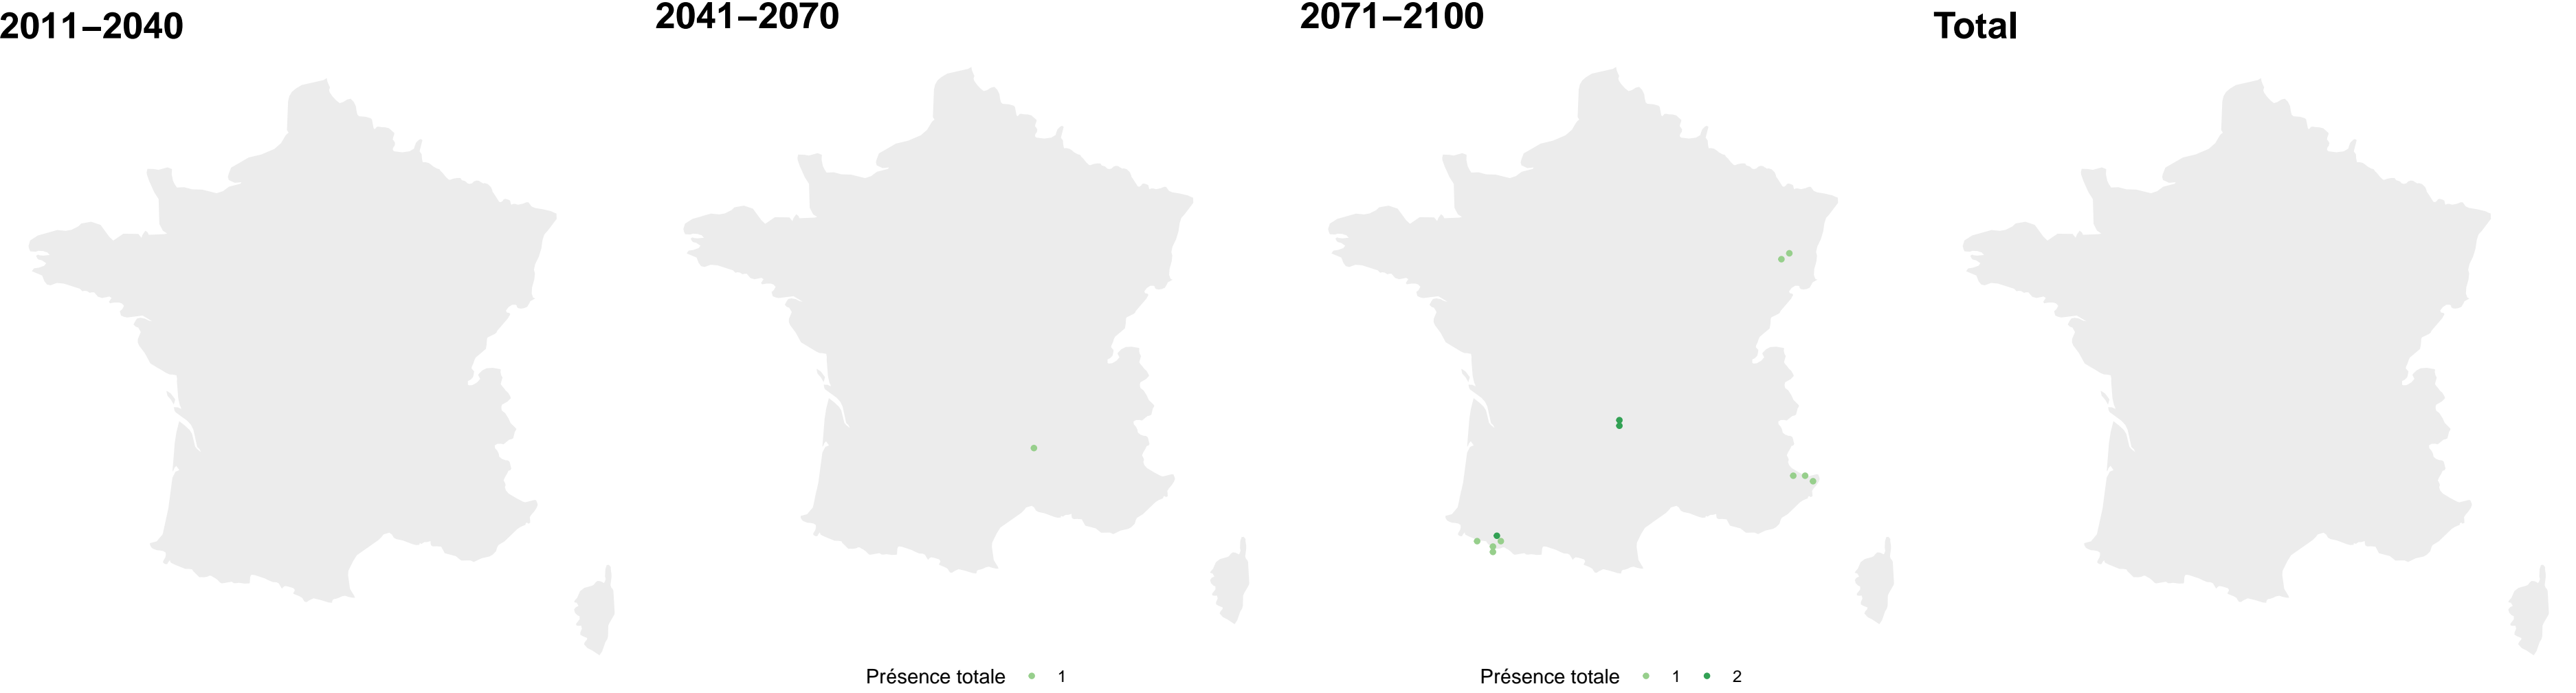 2011–2040
2041–2070
2071–2100
Total
Présence totale 1
Présence totale 1 2